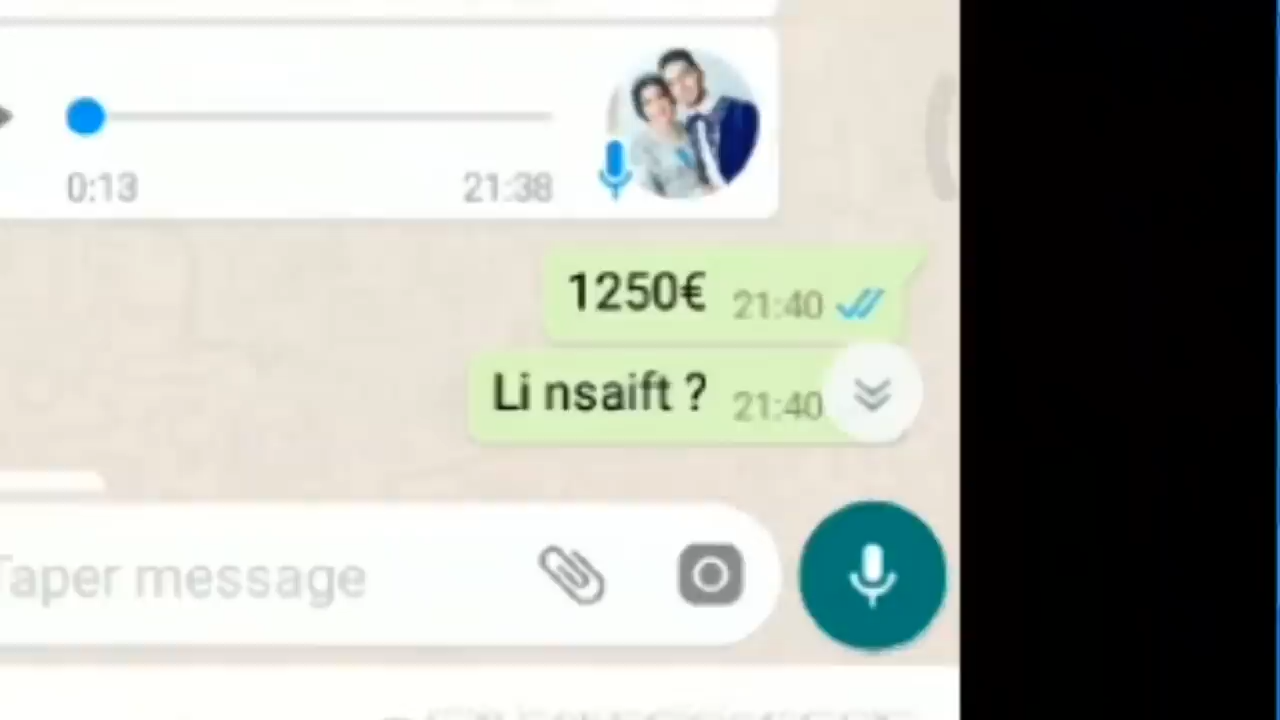 0:13 21:38
1250€ 21:40
Li nsaift ? 21:40
Taper message